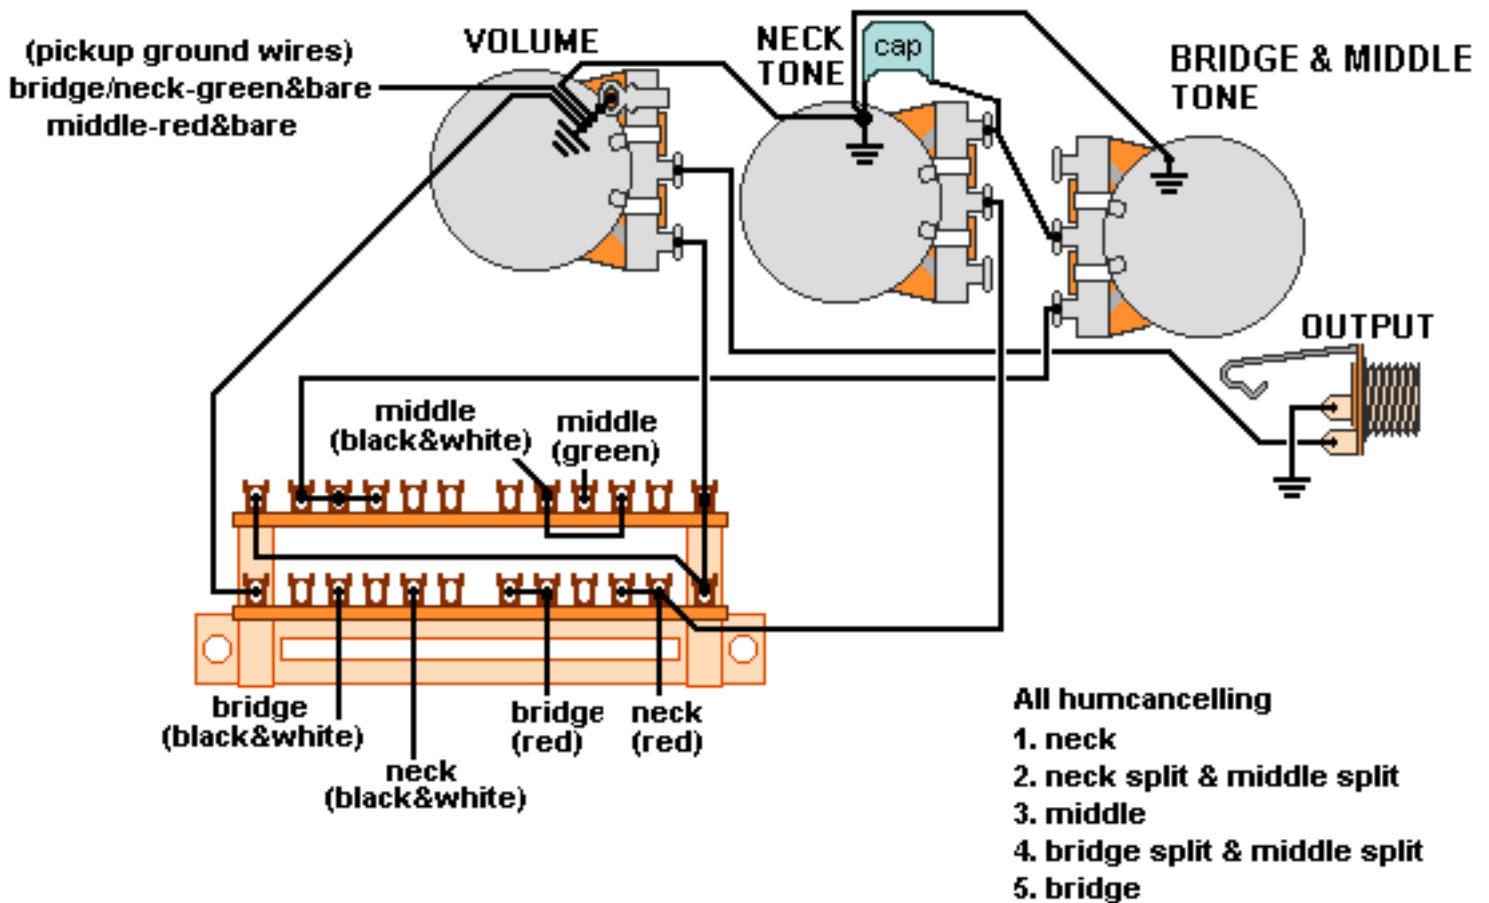 (pickup ground wires)
bridge/neck-green&bare
middle-red&bare
VOLUME
NECK
TONE
cap
BRIDGE & MIDDLE
TONE
OUTPUT
middle
(black&white)
middle
(green)
bridge
(black&white)
neck
(black&white)
bridge
(red)
neck
(red)
All humcancelling
1. neck
2. neck split & middle split
3. middle
4. bridge split & middle split
5. bridge